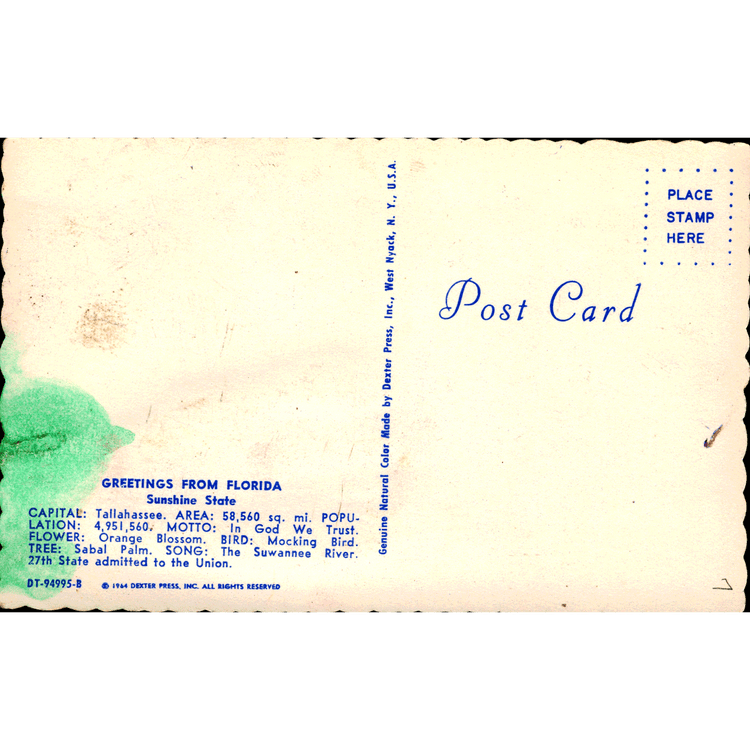 PLACE
STAMP
HERE
Post Card
Genuine Natural Color Made by Dexter Press, Inc., West Nyack, N. Y., U.S.A.
GREETINGS FROM FLORIDA
Sunshine State
CAPITAL: Tallahassee. AREA: 58,560 sq. mi. POPU-
LATION: 4,951,560. MOTTO: In God We Trust.
FLOWER: Orange Blossom. BIRD: Mocking Bird.
TREE: Sabal Palm. SONG: The Suwannee River.
27th State admitted to the Union.
DT-94995-B © 1964 DEXTER PRESS, INC. ALL RIGHTS RESERVED